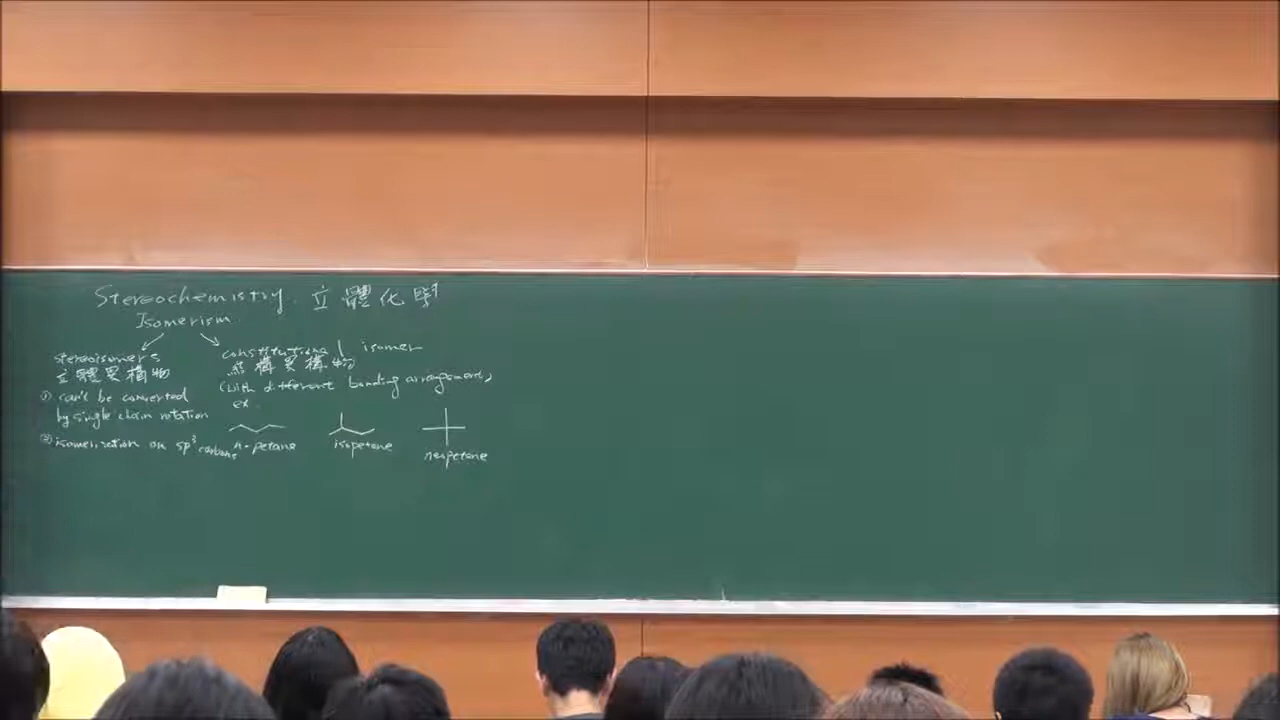 Stereochemistry. 立體化學
Isomerism
stereoisomers
立體異構物
① can't be converted
by single chain rotation
② isomerization on sp³ carbons
constitutional isomer
結構異構物
(with different bonding arrangements)
ex.
n-petane
isopetane
neopetane